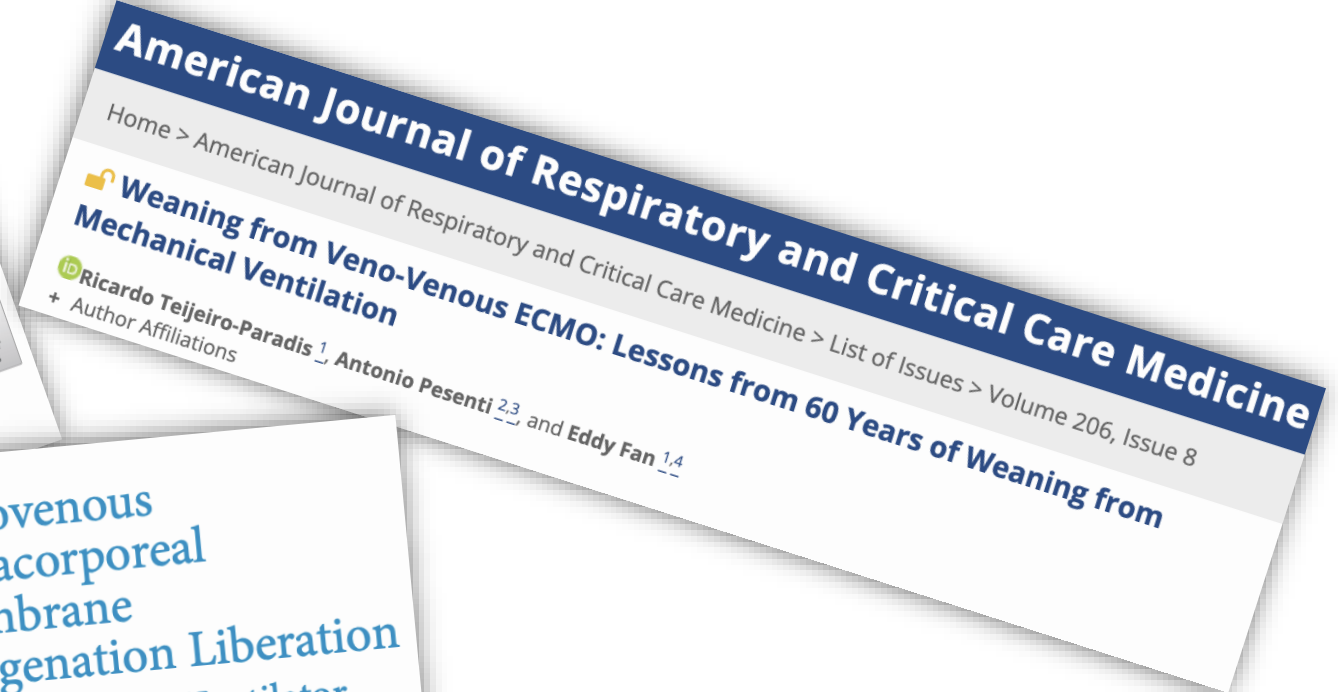 American Journal of Respiratory and Critical Care Medicine
Home > American Journal of Respiratory and Critical Care Medicine > List of Issues > Volume 206, Issue 8
Weaning from Veno-Venous ECMO: Lessons from 60 Years of Weaning from
Mechanical Ventilation
iD Ricardo Teijeiro-Paradis 1, Antonio Pesenti 2,3, and Eddy Fan 1,4
+ Author Affiliations
ovenous
acorporeal
nbrane
genation Liberation